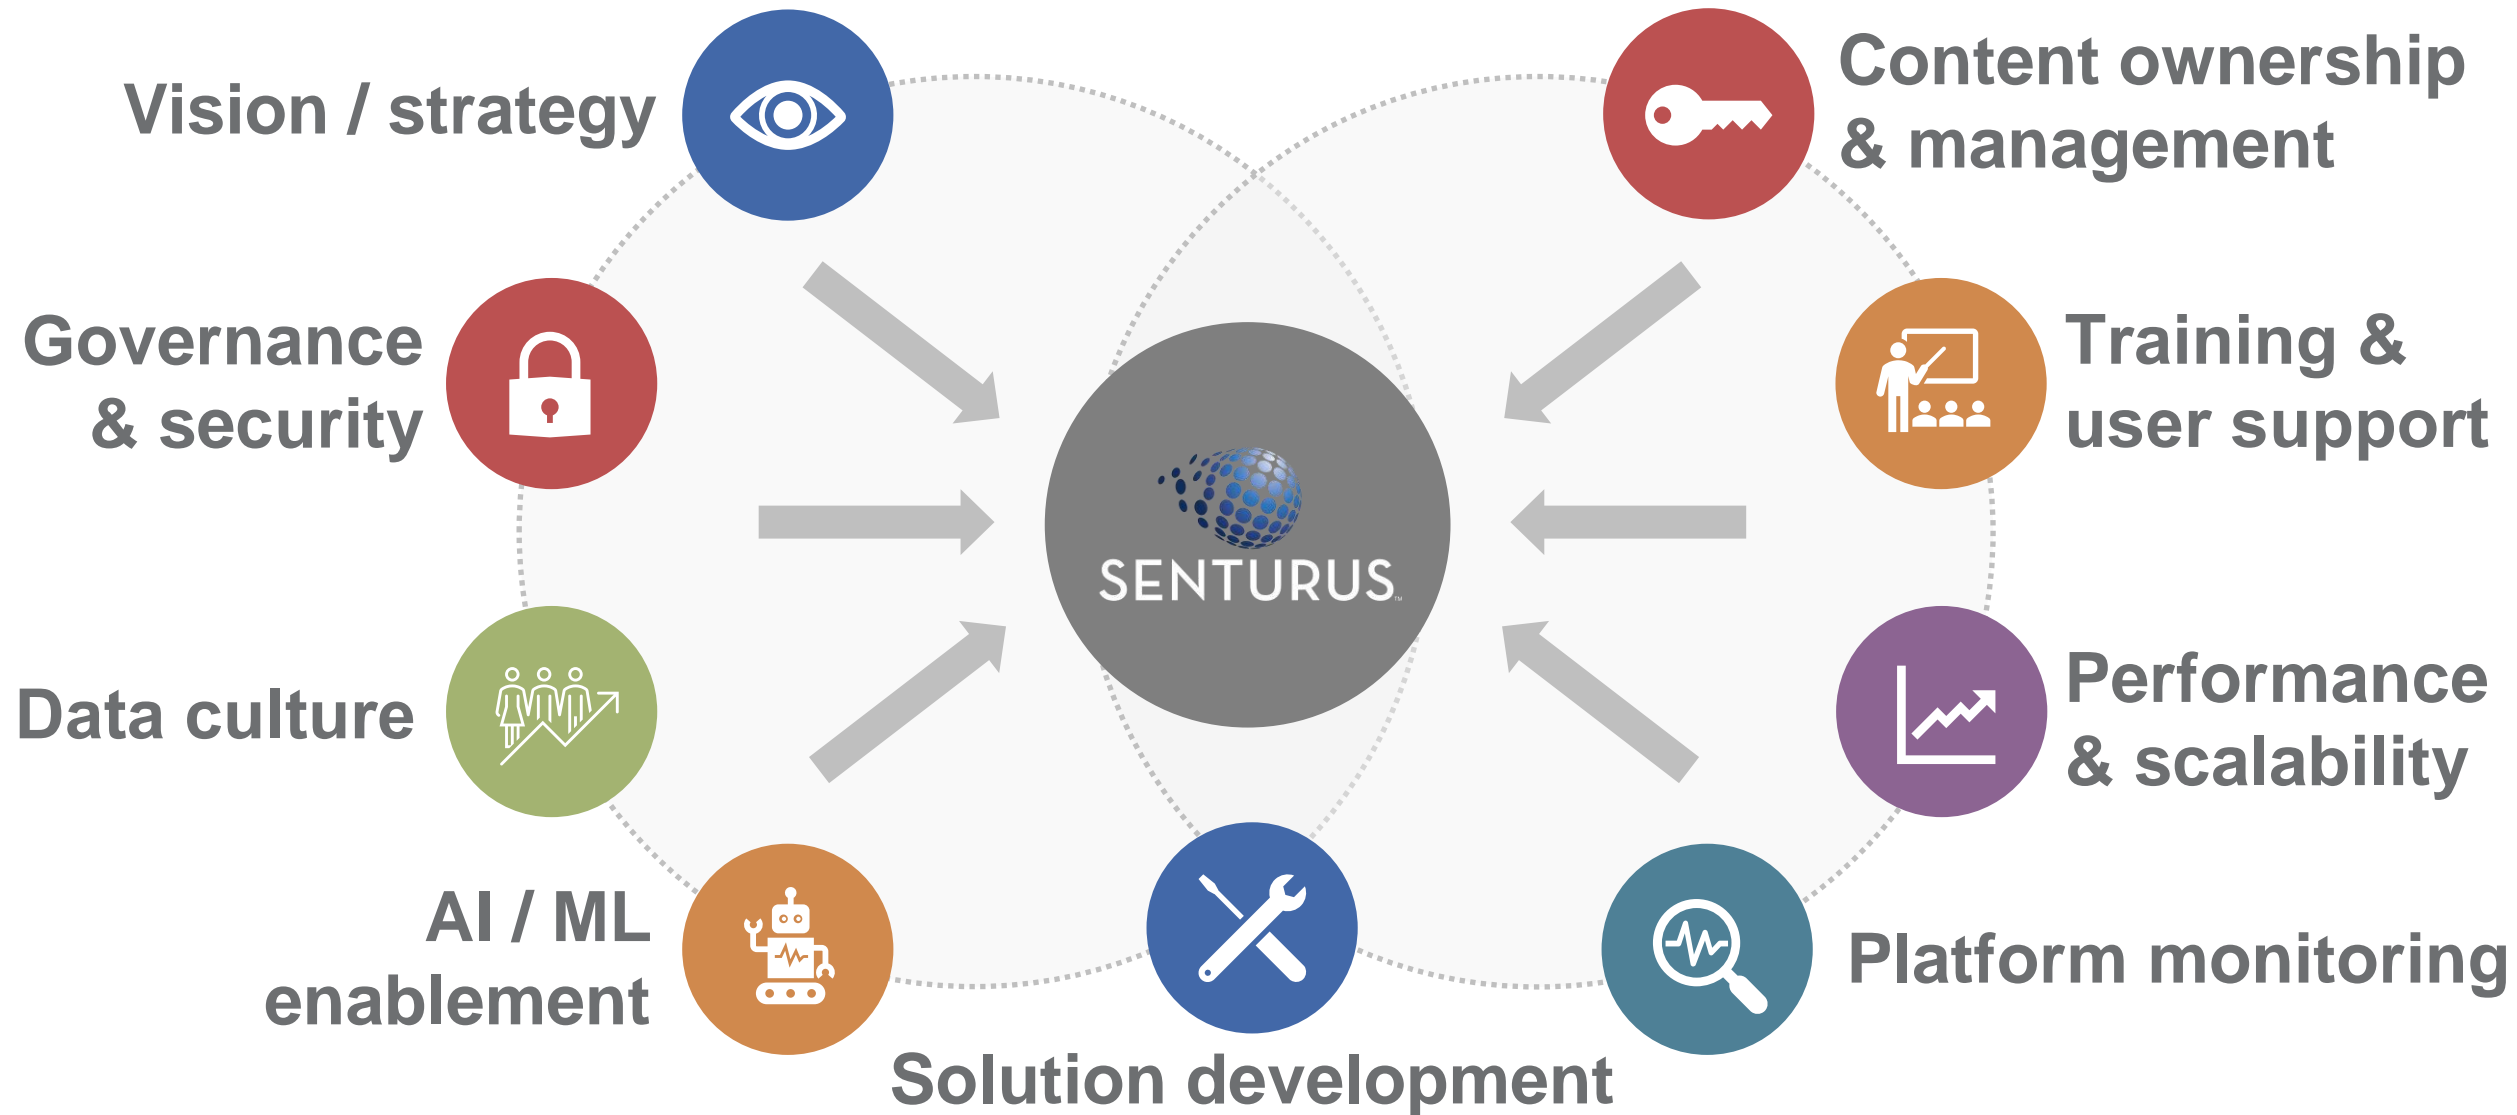 Vision / strategy
Content ownership
& management
Governance
& security
Training &
user support
SENTURUS™
Data culture
Performance
& scalability
AI / ML
enablement
Platform monitoring
Solution development